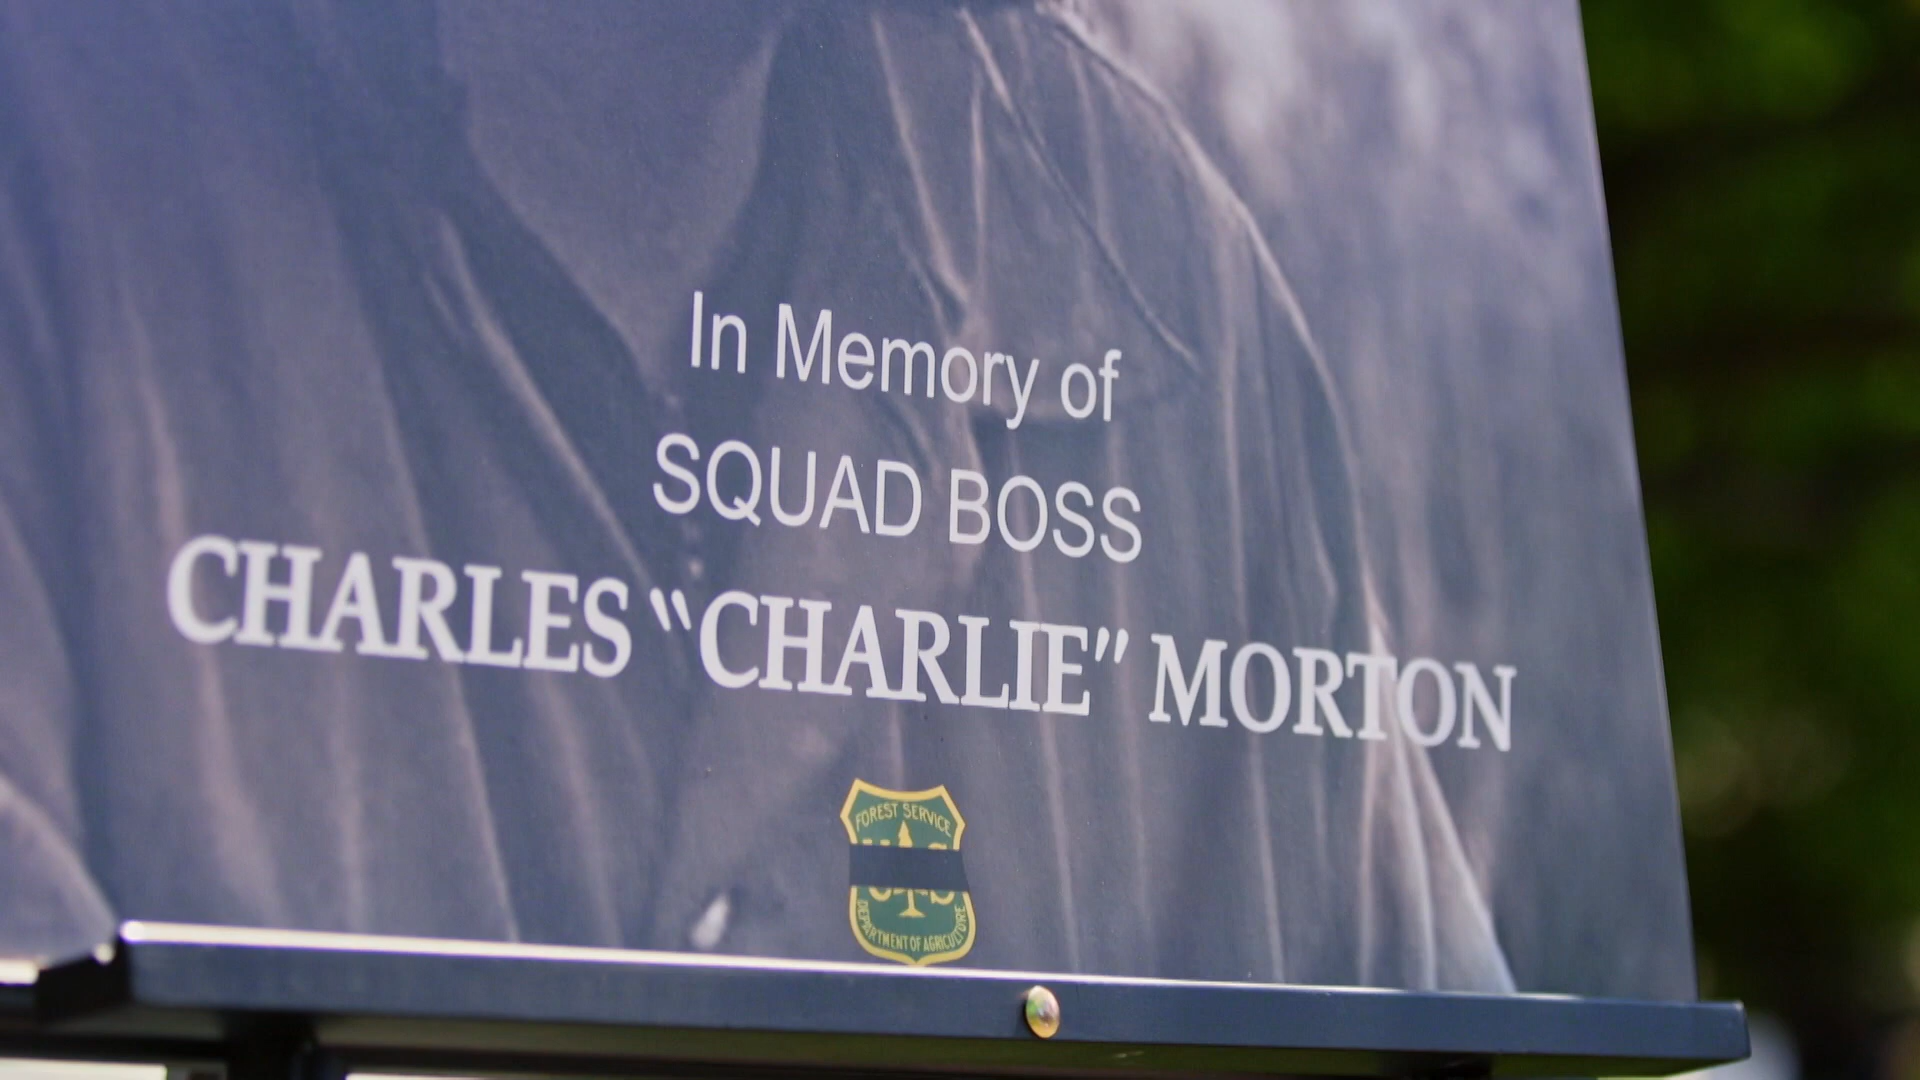 In Memory of
SQUAD BOSS
CHARLES “CHARLIE” MORTON
FOREST SERVICE
U S
DEPARTMENT OF AGRICULTURE